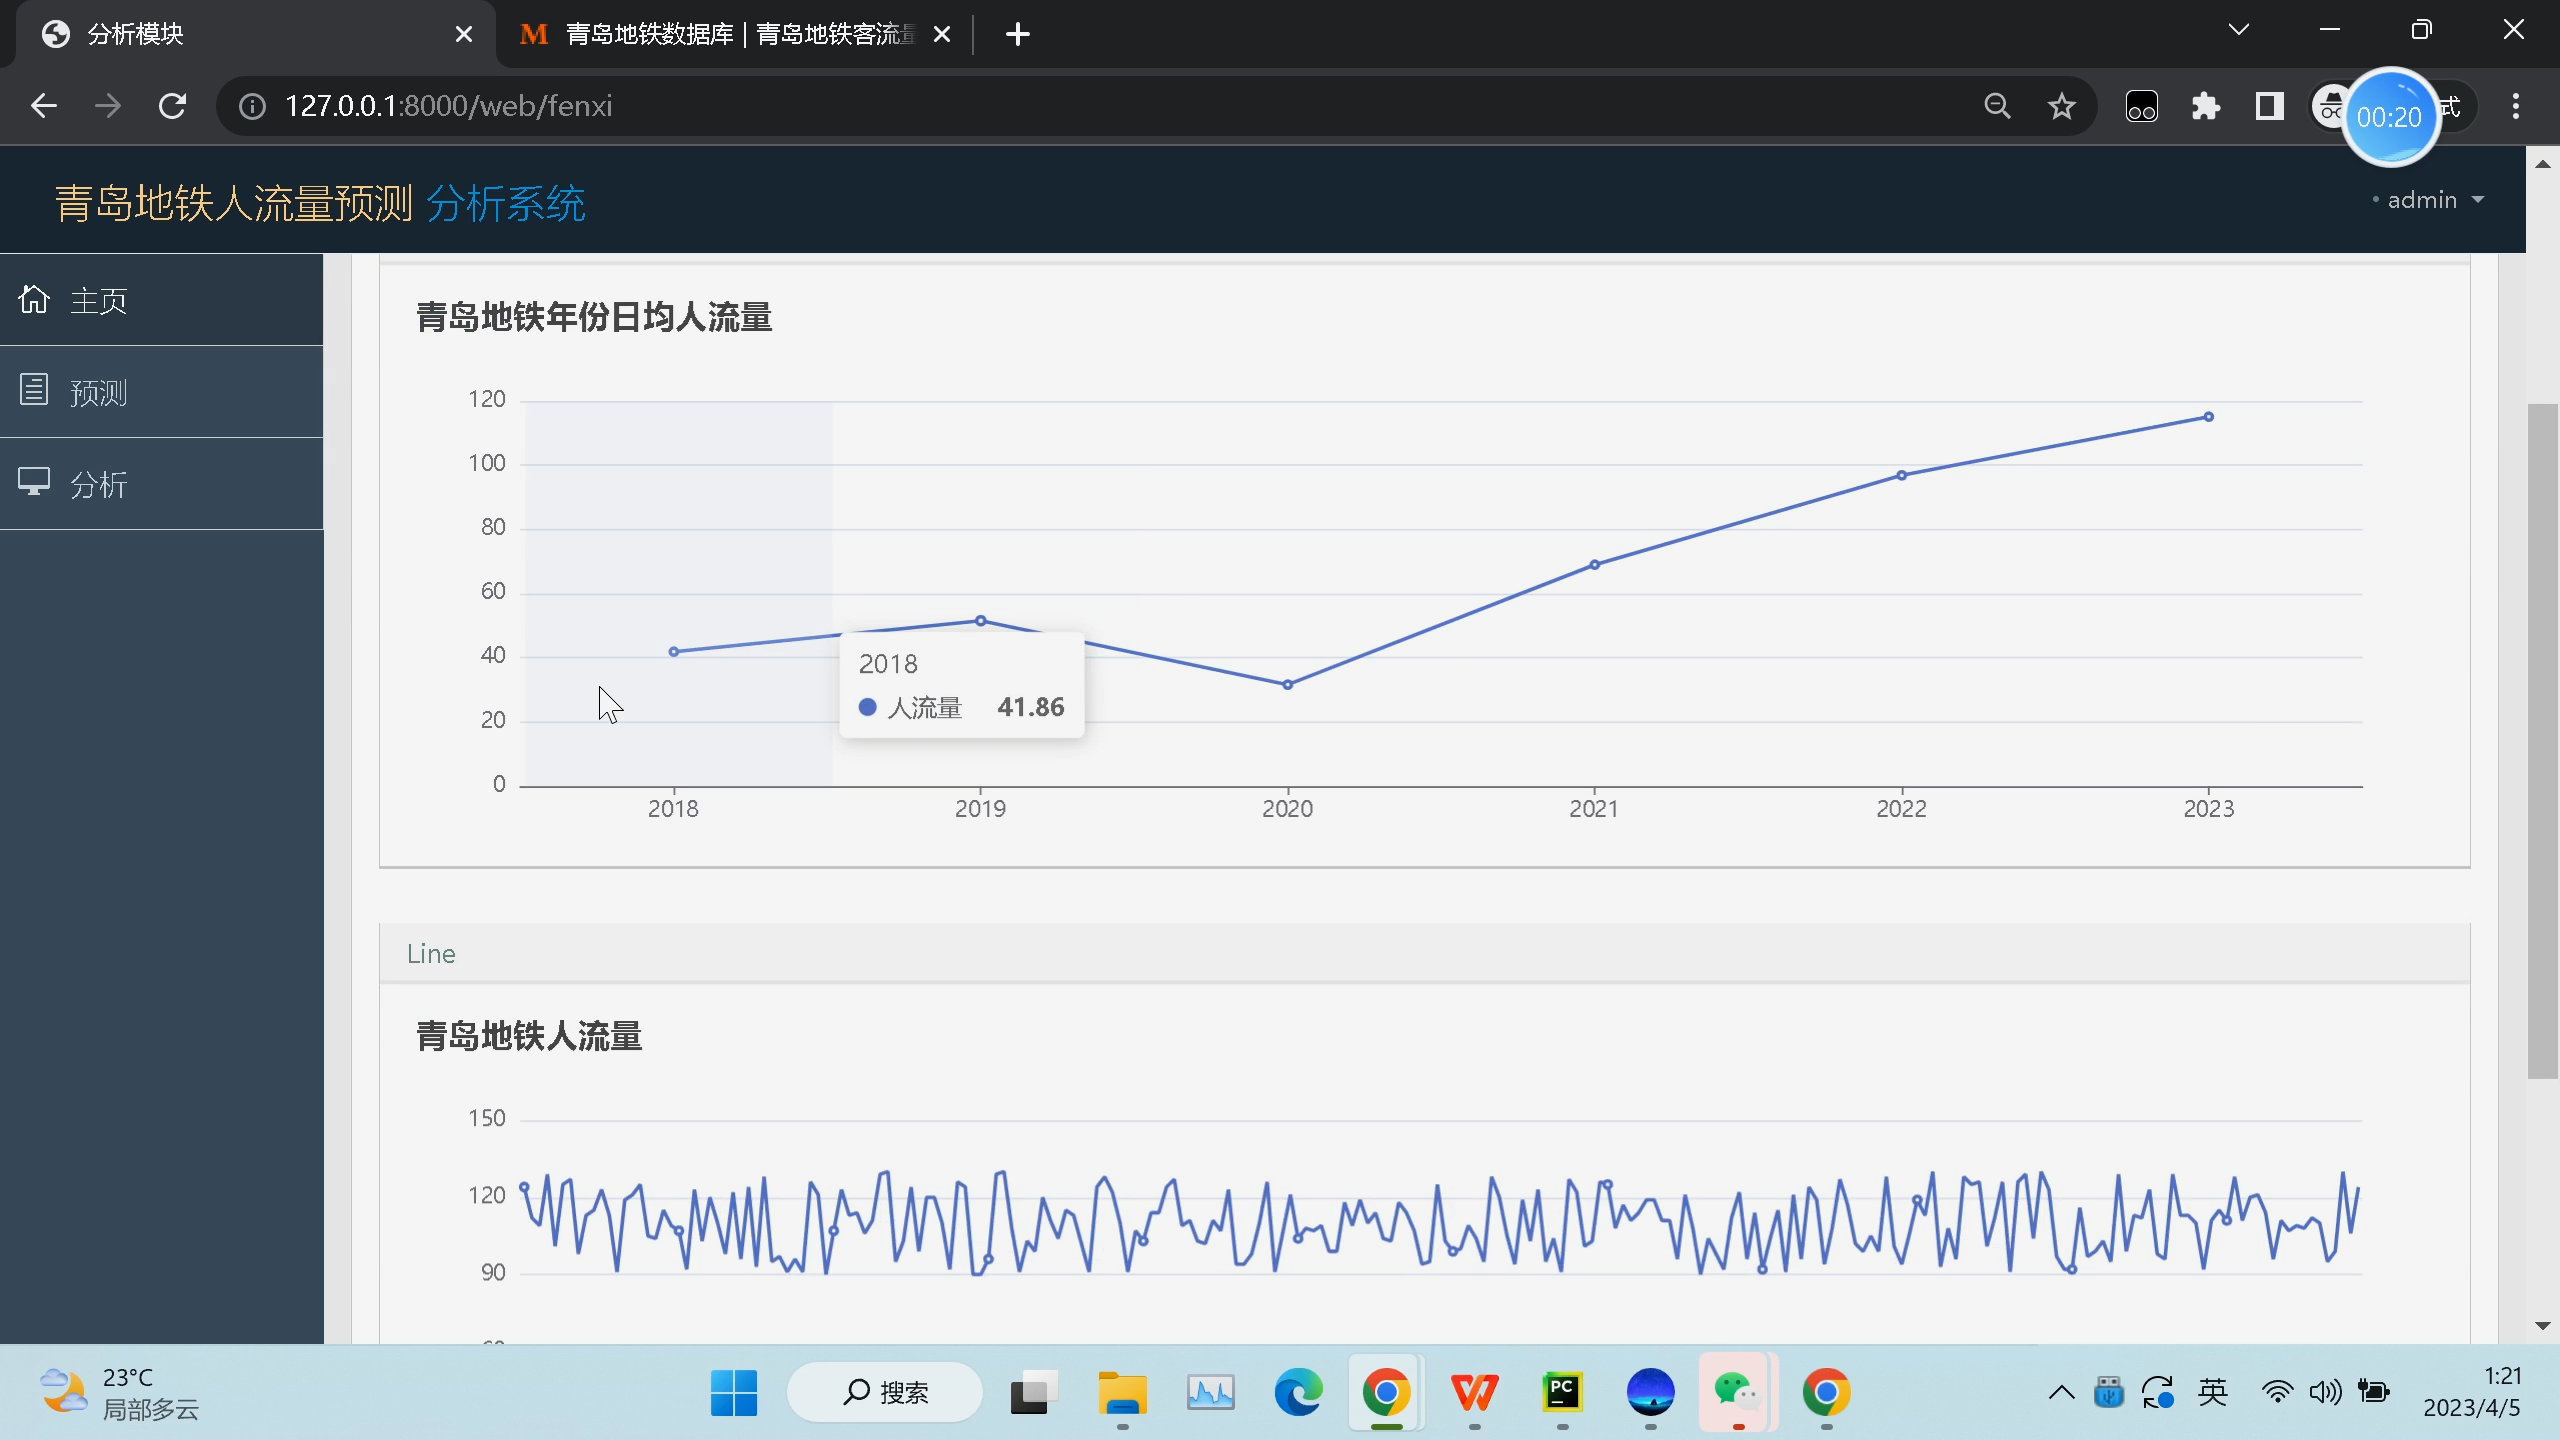 分析模块
青岛地铁数据库 | 青岛地铁客流量
127.0.0.1:8000/web/fenxi
式
00:20
青岛地铁人流量预测 分析系统
admin
主页
预测
分析
青岛地铁年份日均人流量
120
100
80
60
40
20
0
2018
人流量 41.86
2018 2019 2020 2021 2022 2023
Line
青岛地铁人流量
150
120
90
23°C
局部多云
搜索
PC
英
1:21
2023/4/5